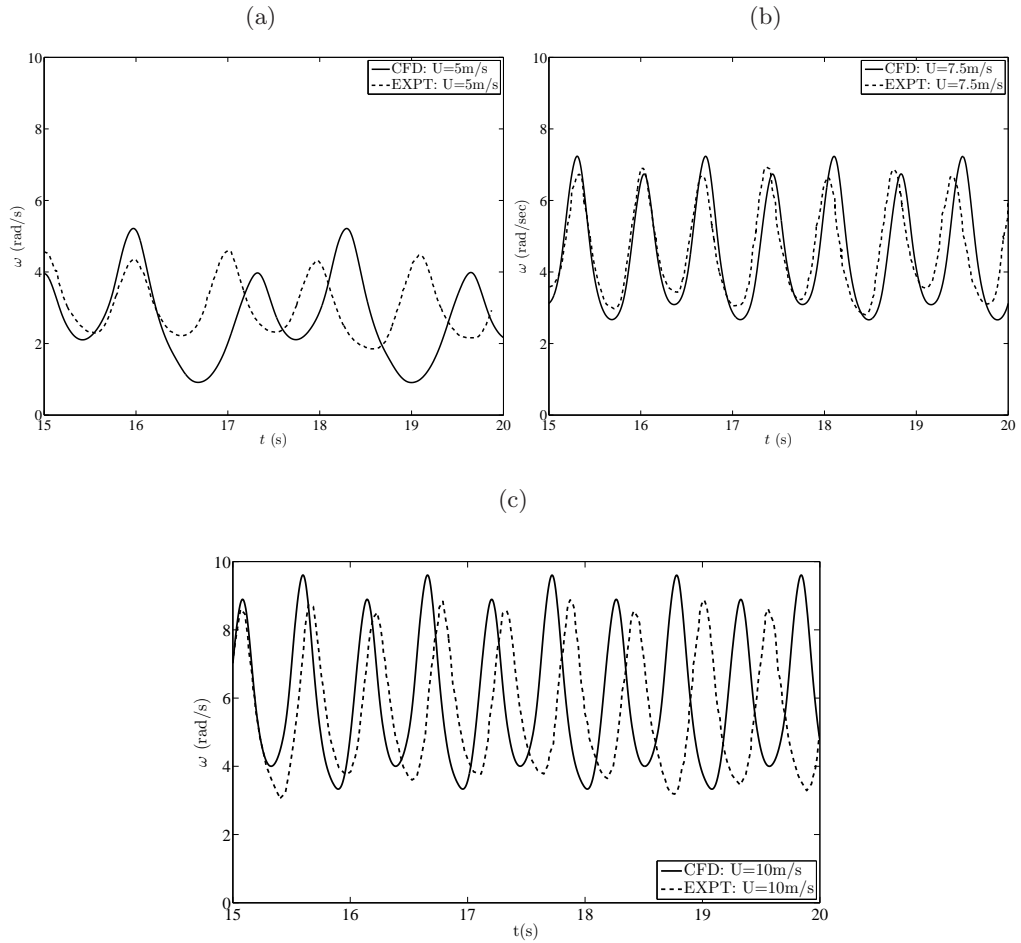 (a)
10
8
6
4
2
0
ω (rad/s)
CFD: U=5m/s
EXPT: U=5m/s
15 16 17 18 19 20
t (s)
(b)
10
8
6
4
2
0
ω (rad/sec)
CFD: U=7.5m/s
EXPT: U=7.5m/s
15 16 17 18 19 20
t (s)
(c)
10
8
6
4
2
0
ω (rad/s)
CFD: U=10m/s
EXPT: U=10m/s
15 16 17 18 19 20
t(s)